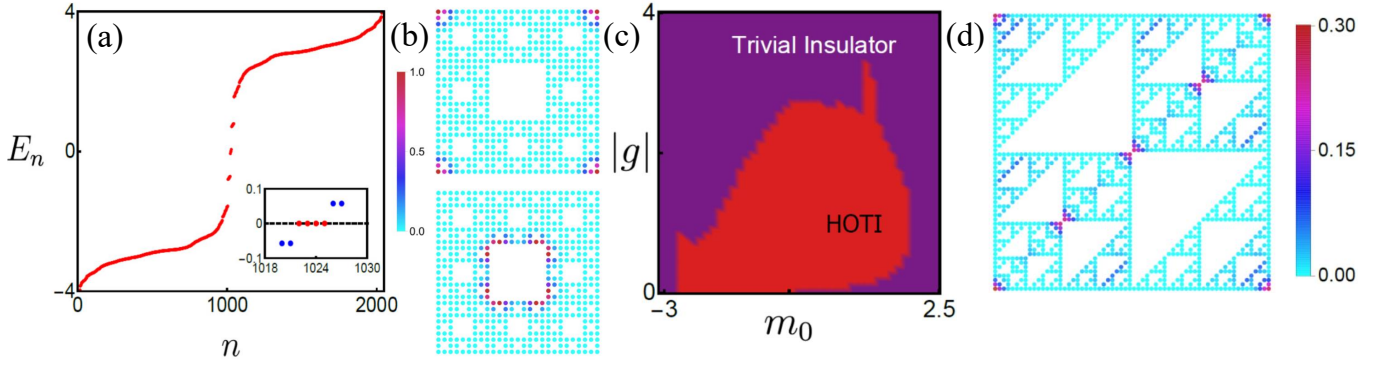 (a)
4
0
−4
E_n
0
1000
2000
n
0.1
0
-0.1
1018
1024
1030
(b)
1.0
0.5
0.0
(c)
4
|g|
0
Trivial Insulator
HOTI
−3
m_0
2.5
(d)
0.30
0.15
0.00